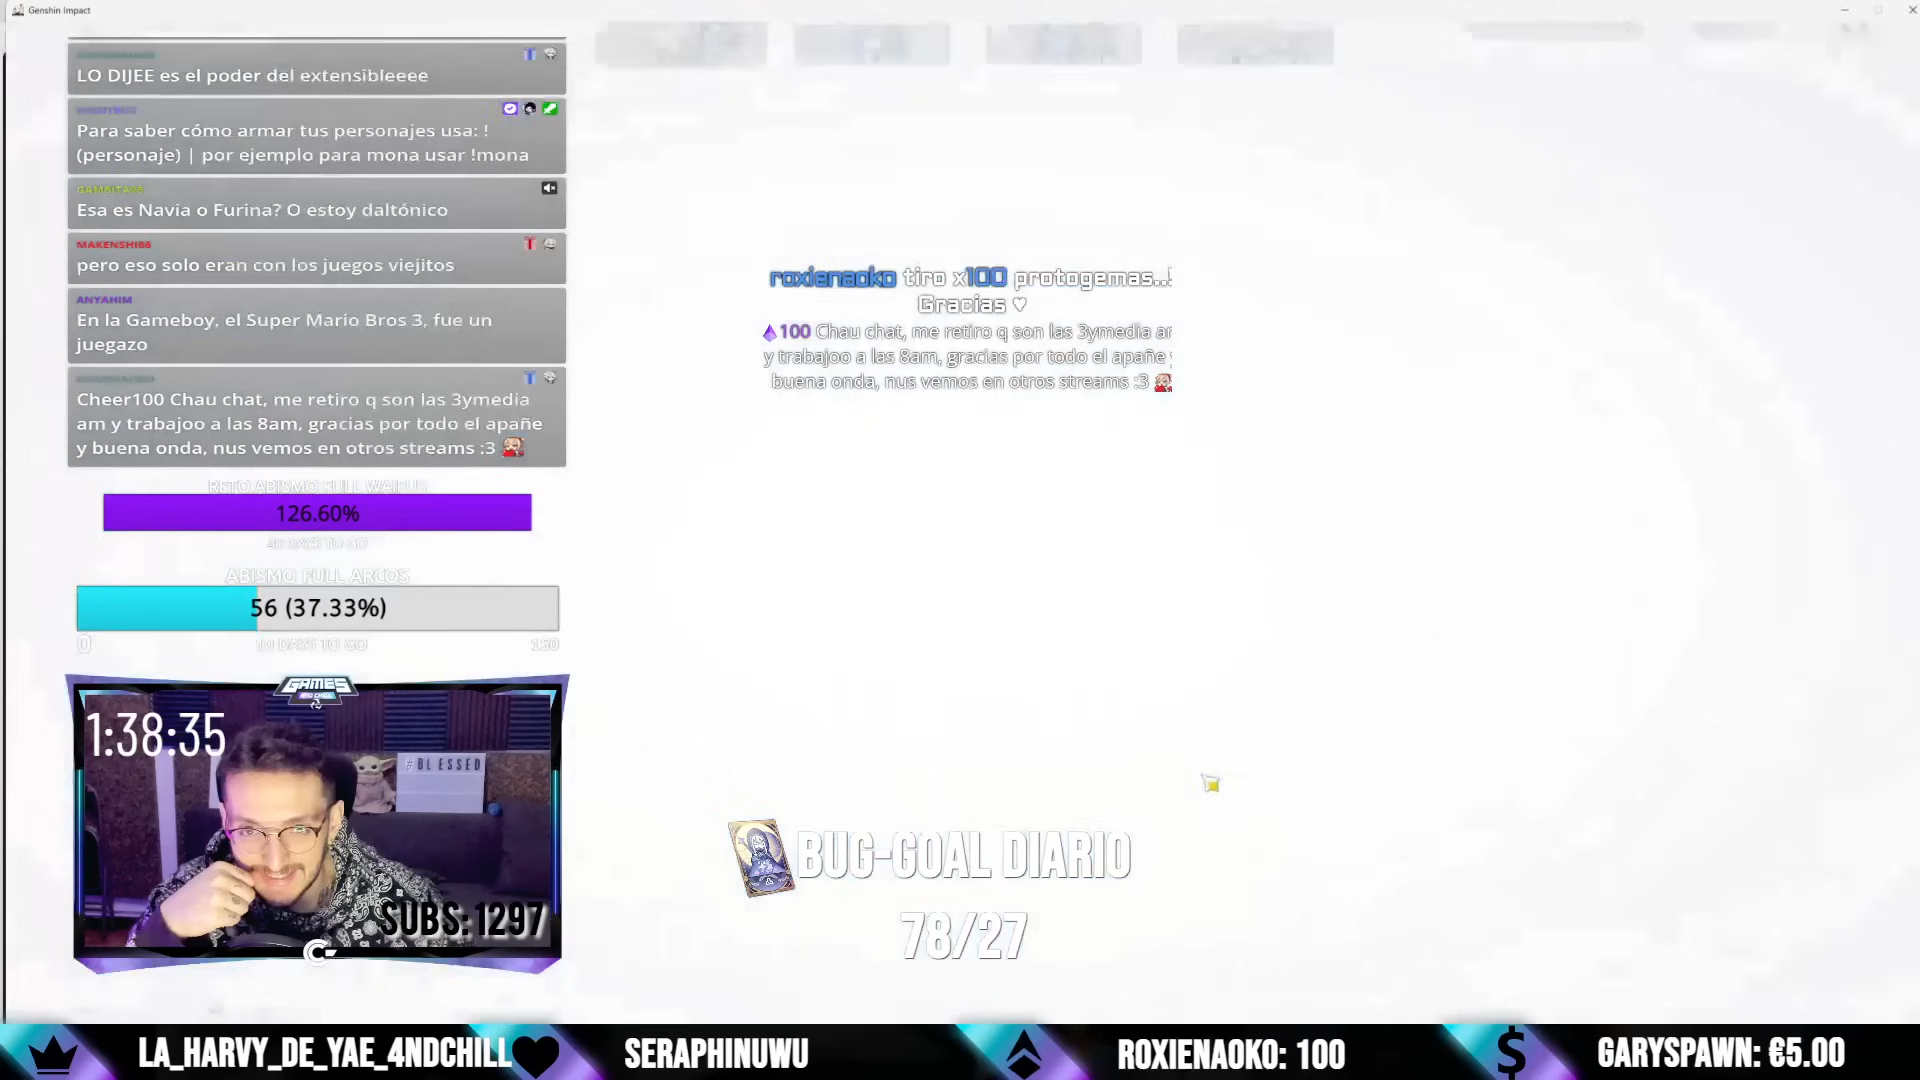 Genshin Impact
LO DIJEE es el poder del extensibleeee
Para saber cómo armar tus personajes usa: !
(personaje) | por ejemplo para mona usar !mona
Esa es Navia o Furina? O estoy daltónico
MAKENSHI86
pero eso solo eran con los juegos viejitos
ANYAHIM
En la Gameboy, el Super Mario Bros 3, fue un
juegazo
Cheer100 Chau chat, me retiro q son las 3ymedia
am y trabajoo a las 8am, gracias por todo el apañe
y buena onda, nus vemos en otros streams :3
RETO ABISMO FULL WAIFUS
126.60%
ABISMO FULL ARCOS
56 (37.33%)
0
150
GAMES
AND CHILL
1:38:35
#BLESSED
SUBS: 1297
roxienaoko tiro x100 protogemas..!
Gracias ♥
100 Chau chat, me retiro q son las 3ymedia am
y trabajoo a las 8am, gracias por todo el apañe y
buena onda, nus vemos en otros streams :3
BUG-GOAL DIARIO
78/27
LA_HARVY_DE_YAE_4NDCHILL
SERAPHINUWU
ROXIENAOKO: 100
GARYSPAWN: €5.00